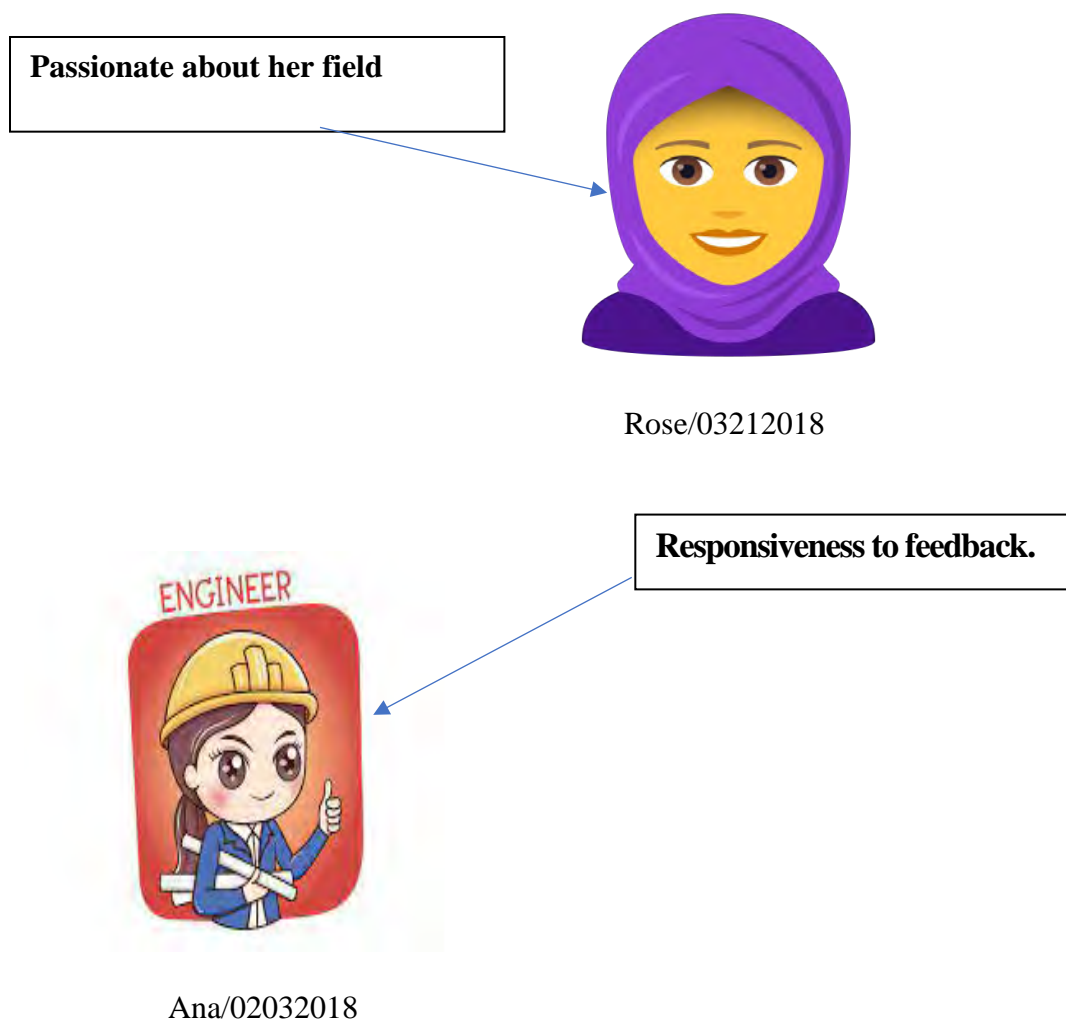 Passionate about her field
Rose/03212018
Responsiveness to feedback.
ENGINEER
Ana/02032018